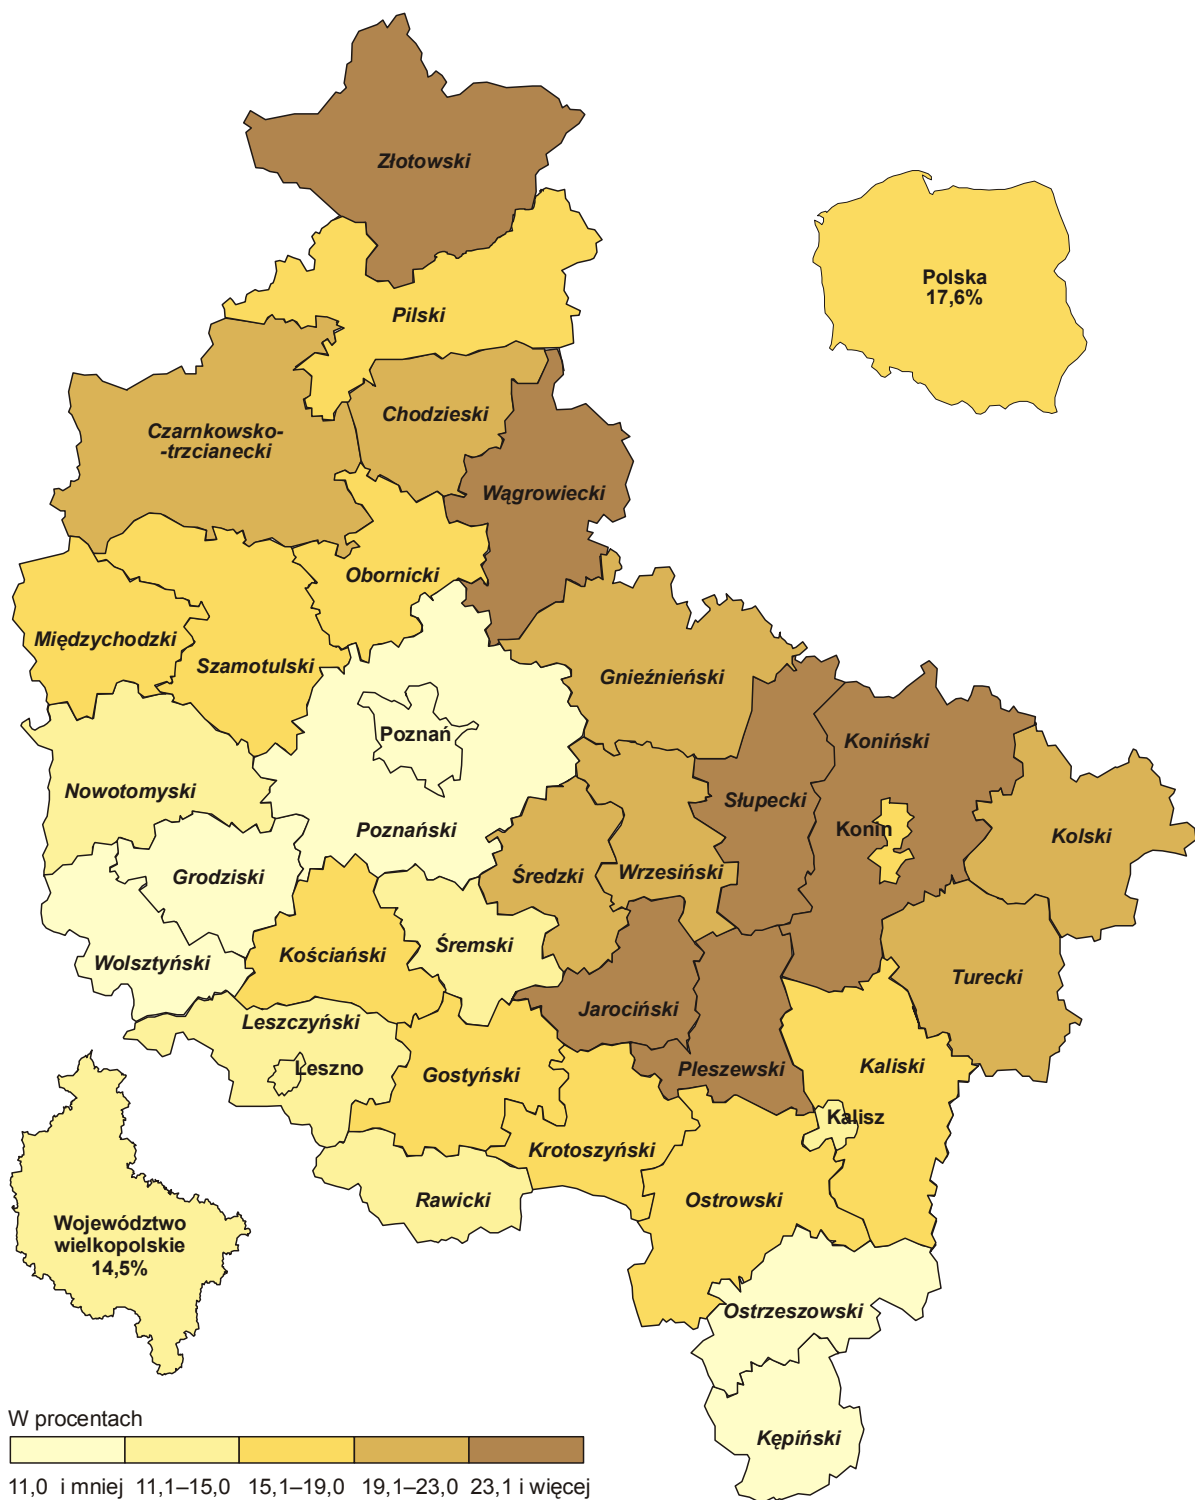 Złotowski
Polska
17,6%
Pilski
Chodzieski
Czarnkowsko-
-trzcianecki
Wągrowiecki
Obornicki
Międzychodzki
Szamotulski
Gnieźnieński
Poznań
Koniński
Nowotomyski
Słupecki
Poznański
Konin
Kolski
Grodziski
Średzki
Wrzesiński
Kościański
Śremski
Wolsztyński
Turecki
Jarociński
Leszczyński
Leszno
Gostyński
Pleszewski
Kaliski
Kalisz
Krotoszyński
Rawicki
Ostrowski
Województwo
wielkopolskie
14,5%
Ostrzeszowski
Kępiński
W procentach
11,0 i mniej 11,1–15,0 15,1–19,0 19,1–23,0 23,1 i więcej